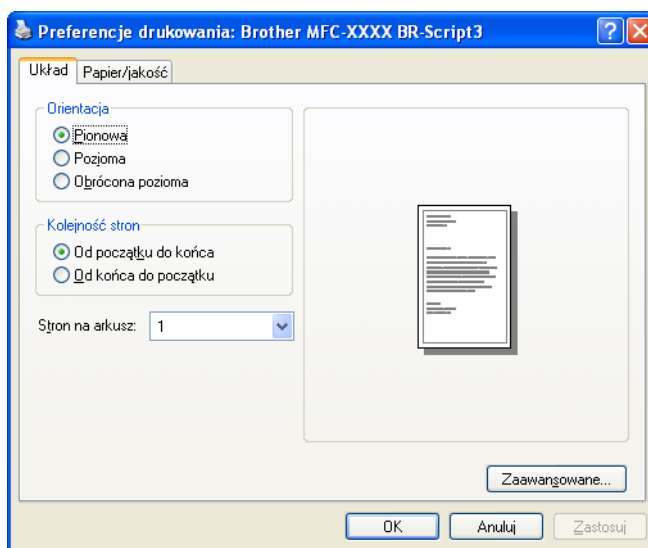 Preferencje drukowania: Brother MFC-XXXX BR-Script3
Układ
Papier/jakość
Orientacja
Pionowa
Pozioma
Obrócona pozioma
Kolejność stron
Od początku do końca
Od końca do początku
Stron na arkusz: 1
Zaawansowane...
OK
Anuluj
Zastosuj